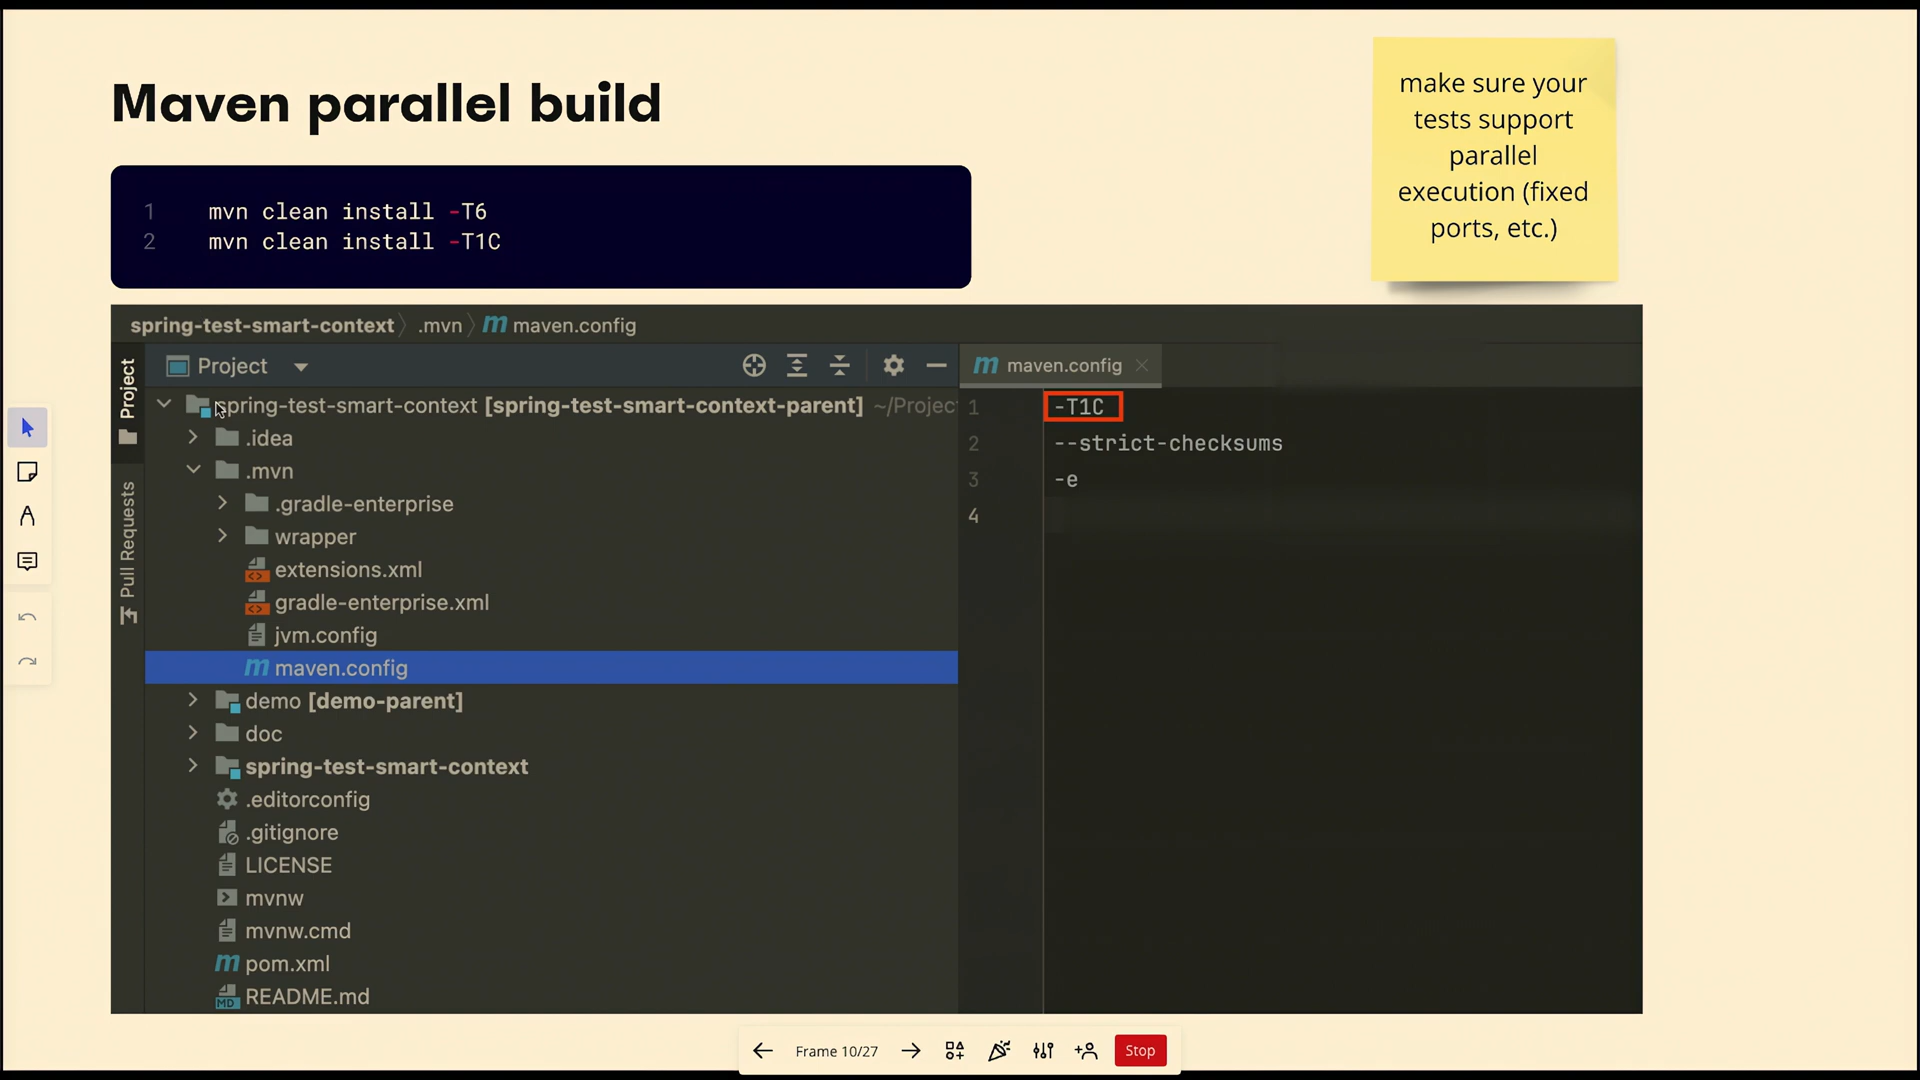 Maven parallel build
make sure your
tests support
parallel
execution (fixed
ports, etc.)
1 mvn clean install -T6
2 mvn clean install -T1C
spring-test-smart-context .mvn m maven.config
Project
Pull Requests
Project
spring-test-smart-context [spring-test-smart-context-parent] ~/Projec
.idea
.mvn
.gradle-enterprise
wrapper
extensions.xml
gradle-enterprise.xml
jvm.config
m maven.config
demo [demo-parent]
doc
spring-test-smart-context
.editorconfig
.gitignore
LICENSE
mvnw
mvnw.cmd
m pom.xml
MD README.md
m maven.config
1 -T1C
2 --strict-checksums
3 -e
4
Frame 10/27
Stop